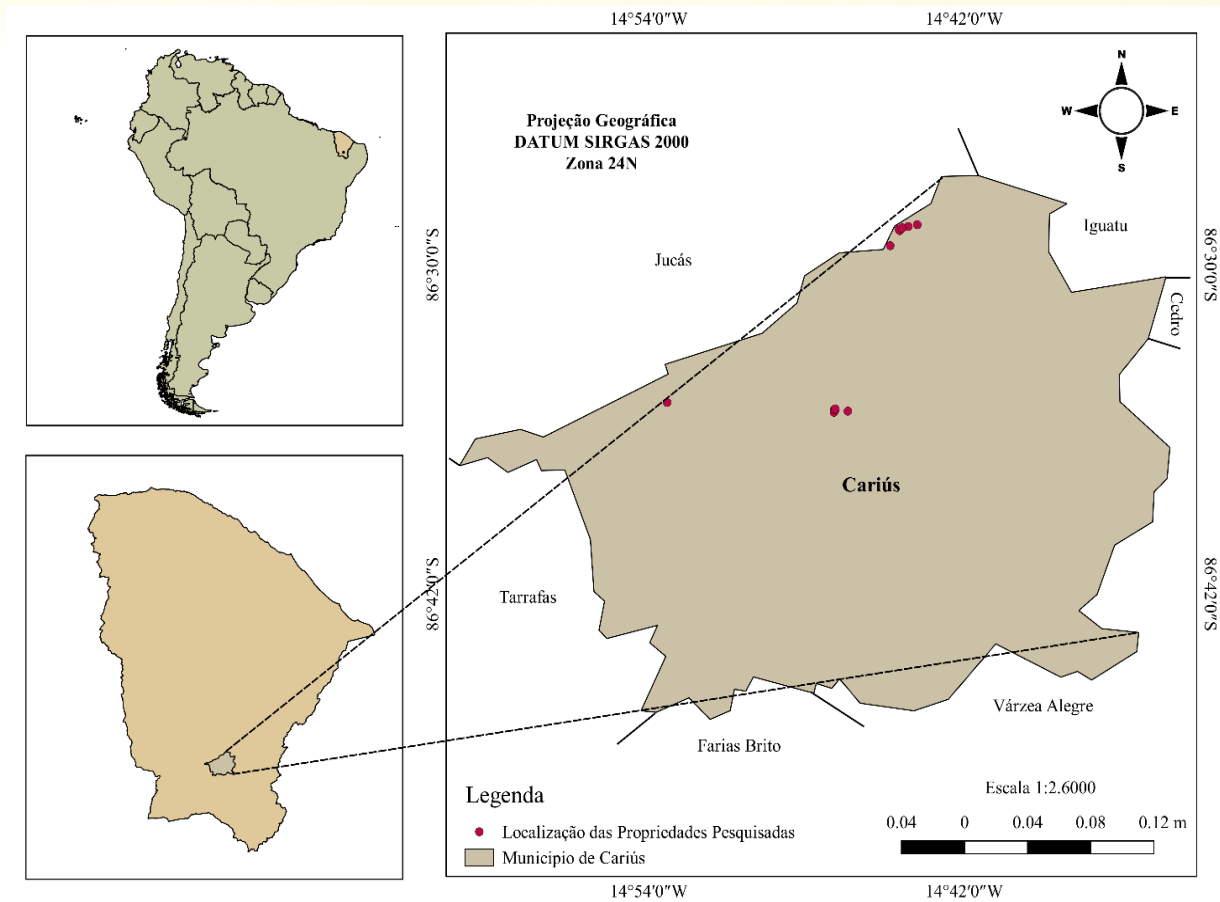 14°54′0″W
14°42′0″W
N
W
E
S
Projeção Geográfica
DATUM SIRGAS 2000
Zona 24N
Iguatu
Jucás
86°30′0″S
86°30′0″S
Cedro
Cariús
86°42′0″S
86°42′0″S
Tarrafas
Várzea Alegre
Farias Brito
Legenda
Localização das Propriedades Pesquisadas
Municipio de Cariús
Escala 1:2.6000
0.04 0 0.04 0.08 0.12 m
14°54′0″W
14°42′0″W